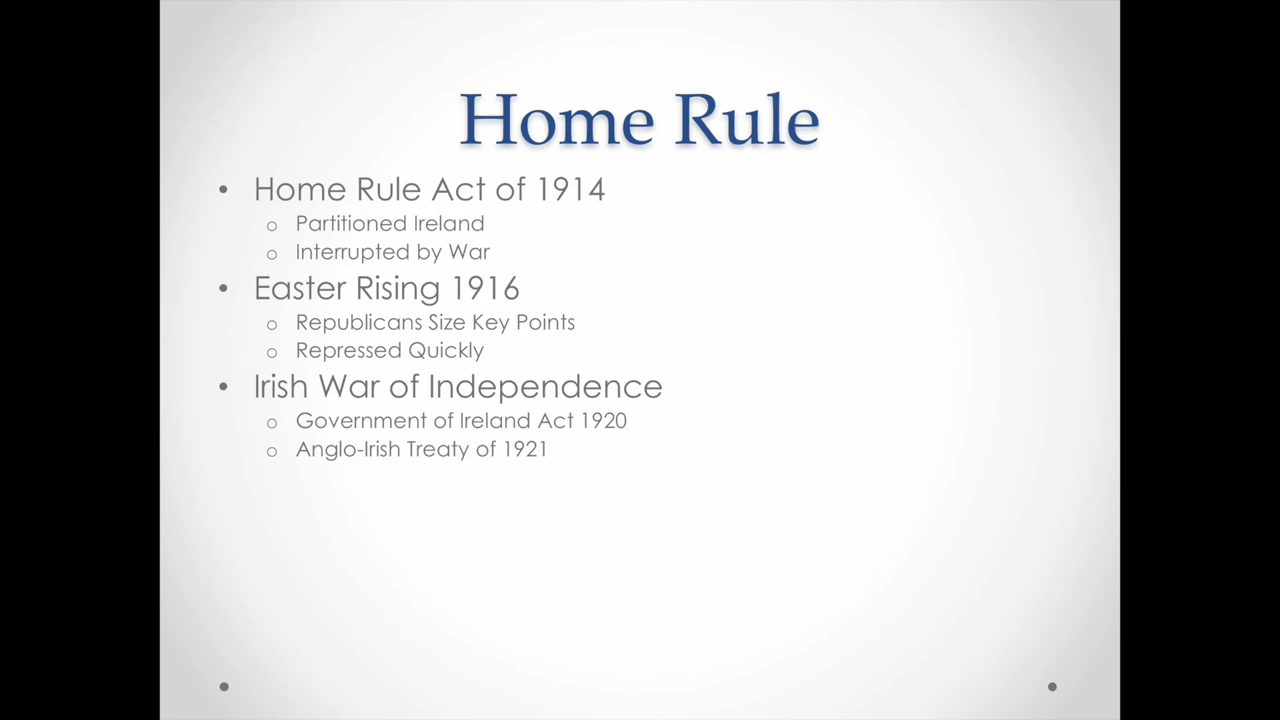 Home Rule
• Home Rule Act of 1914
o Partitioned Ireland
o Interrupted by War
• Easter Rising 1916
o Republicans Size Key Points
o Repressed Quickly
• Irish War of Independence
o Government of Ireland Act 1920
o Anglo-Irish Treaty of 1921